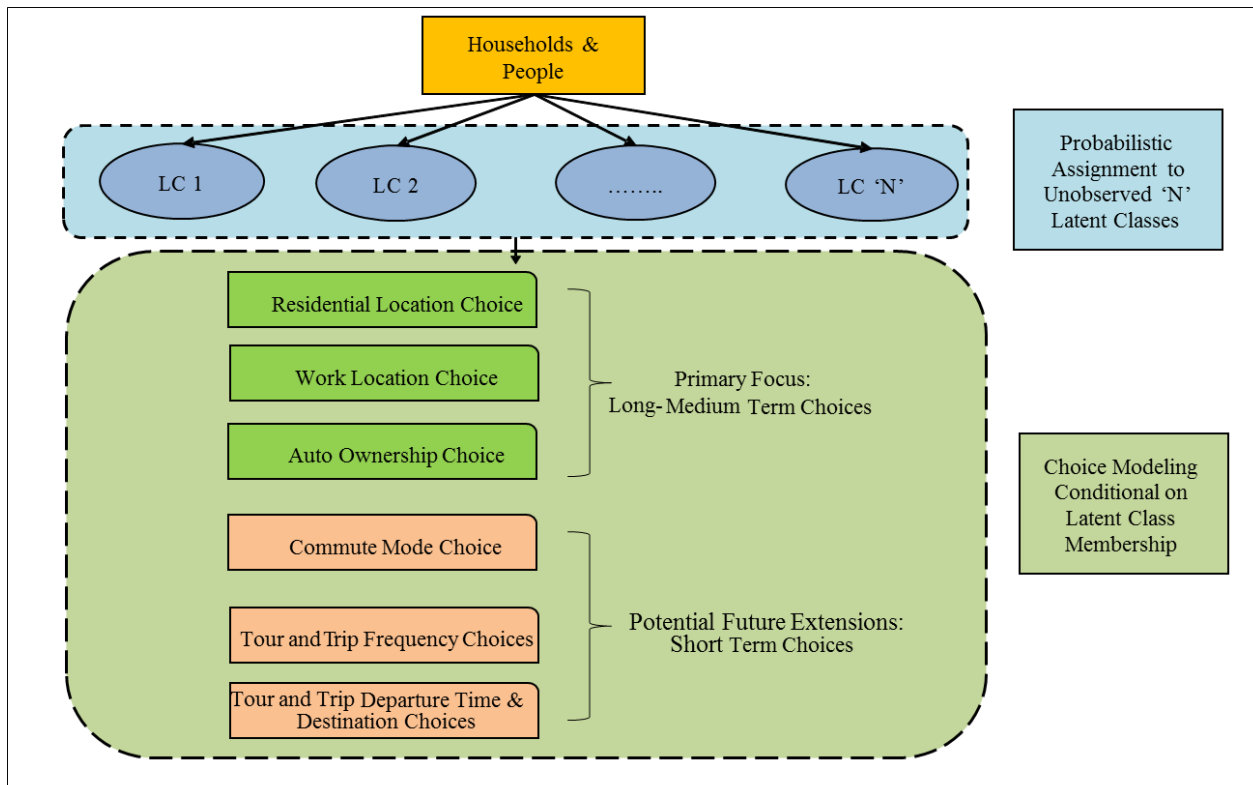 Households &
People
LC 1
LC 2
……..
LC ‘N’
Probabilistic
Assignment to
Unobserved ‘N’
Latent Classes
Residential Location Choice
Work Location Choice
Auto Ownership Choice
Primary Focus:
Long-Medium Term Choices
Commute Mode Choice
Tour and Trip Frequency Choices
Tour and Trip Departure Time &
Destination Choices
Potential Future Extensions:
Short Term Choices
Choice Modeling
Conditional on
Latent Class
Membership